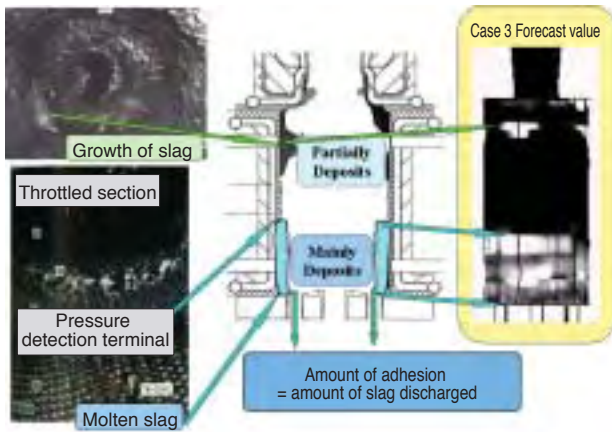 Case 3 Forecast value
Growth of slag
Partially
Deposits
Throttled section
Mainly
Deposits
Pressure
detection terminal
Amount of adhesion
= amount of slag discharged
Molten slag